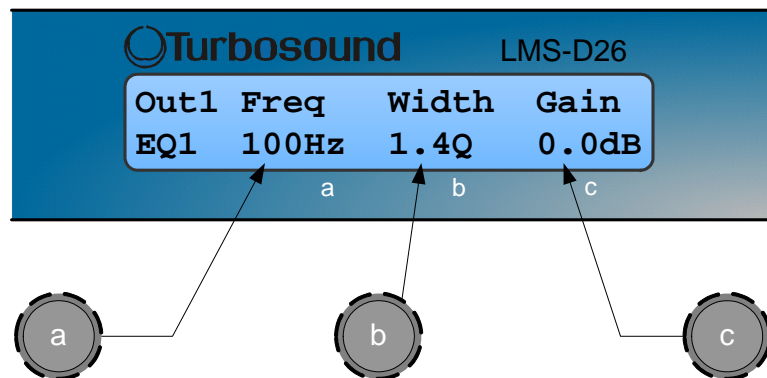 Turbosound LMS-D26
Out1 Freq Width Gain
EQ1 100Hz 1.4Q 0.0dB
a b c
a b c